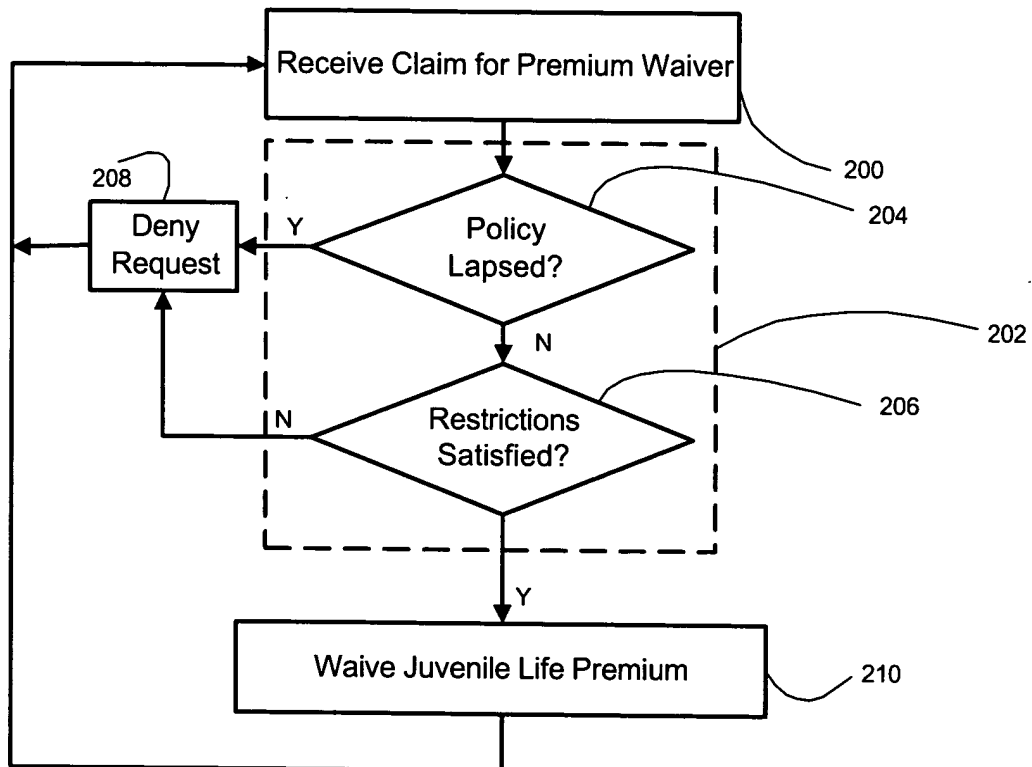 Receive Claim for Premium Waiver
200
208
204
Deny
Request
Y
Policy
Lapsed?
N
202
206
N
Restrictions
Satisfied?
Y
Waive Juvenile Life Premium
210